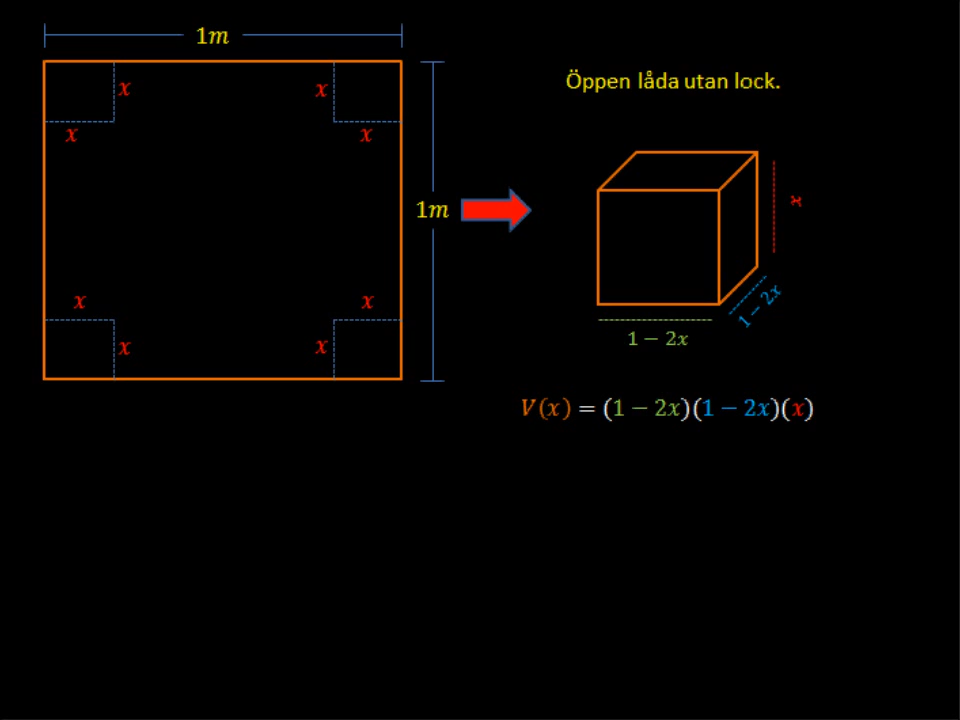 1m
x
x
x
x
1m
x
x
x
x
Öppen låda utan lock.
x
1 − 2x
1 − 2x
V(x) = (1 − 2x)(1 − 2x)(x)